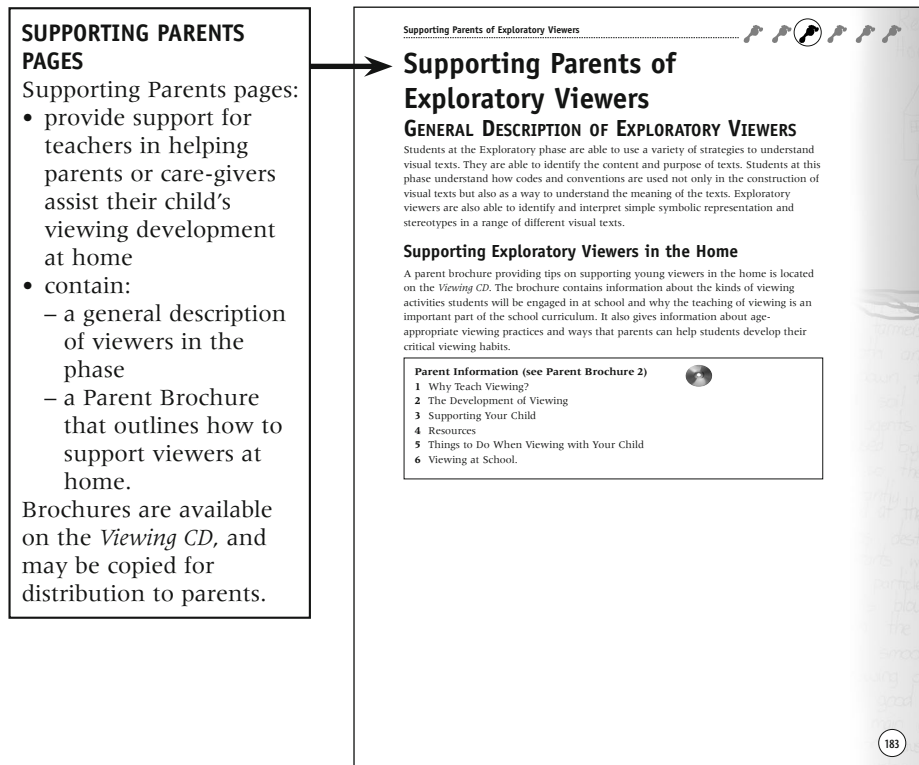 SUPPORTING PARENTS
PAGES
Supporting Parents pages:
• provide support for
teachers in helping
parents or care-givers
assist their child's
viewing development
at home
• contain:
– a general description
of viewers in the
phase
– a Parent Brochure
that outlines how to
support viewers at
home.
Brochures are available
on the Viewing CD, and
may be copied for
distribution to parents.
Supporting Parents of Exploratory Viewers
Supporting Parents of
Exploratory Viewers
GENERAL DESCRIPTION OF EXPLORATORY VIEWERS
Students at the Exploratory phase are able to use a variety of strategies to understand
visual texts. They are able to identify the content and purpose of texts. Students at this
phase understand how codes and conventions are used not only in the construction of
visual texts but also as a way to understand the meaning of the texts. Exploratory
viewers are also able to identify and interpret simple symbolic representation and
stereotypes in a range of different visual texts.
Supporting Exploratory Viewers in the Home
A parent brochure providing tips on supporting young viewers in the home is located
on the Viewing CD. The brochure contains information about the kinds of viewing
activities students will be engaged in at school and why the teaching of viewing is an
important part of the school curriculum. It also gives information about age-
appropriate viewing practices and ways that parents can help students develop their
critical viewing habits.
Parent Information (see Parent Brochure 2)
1 Why Teach Viewing?
2 The Development of Viewing
3 Supporting Your Child
4 Resources
5 Things to Do When Viewing with Your Child
6 Viewing at School.
183